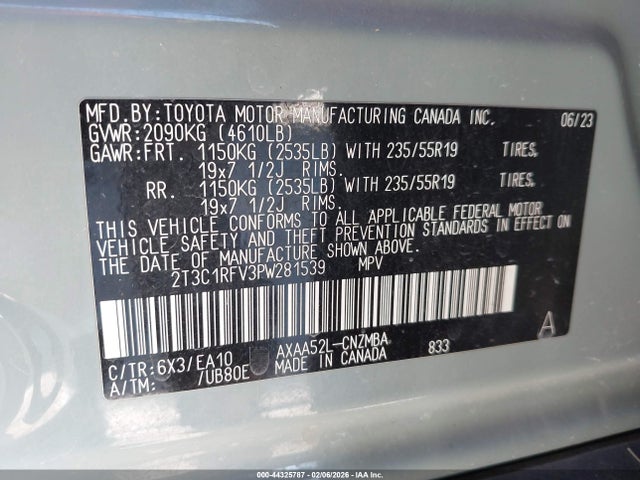 MFD.BY:TOYOTA MOTOR MANUFACTURING CANADA INC. 06/23
GVWR:2090KG (4610LB)
GAWR:FRT. 1150KG (2535LB) WITH 235/55R19 TIRES.
19x7 1/2J RIMS.
RR. 1150KG (2535LB) WITH 235/55R19 TIRES.
19x7 1/2J RIMS.
THIS VEHICLE CONFORMS TO ALL APPLICABLE FEDERAL MOTOR
VEHICLE SAFETY AND THEFT PREVENTION STANDARDS IN EFFECT ON
THE DATE OF MANUFACTURE SHOWN ABOVE.
2T3C1RFV3PW281539 MPV
A
C/TR:6X3/EA10 AXAA52L-CNZMBA 833
A/TM: /UB80E MADE IN CANADA
000-44325787 - 02/06/2026 - IAA Inc.